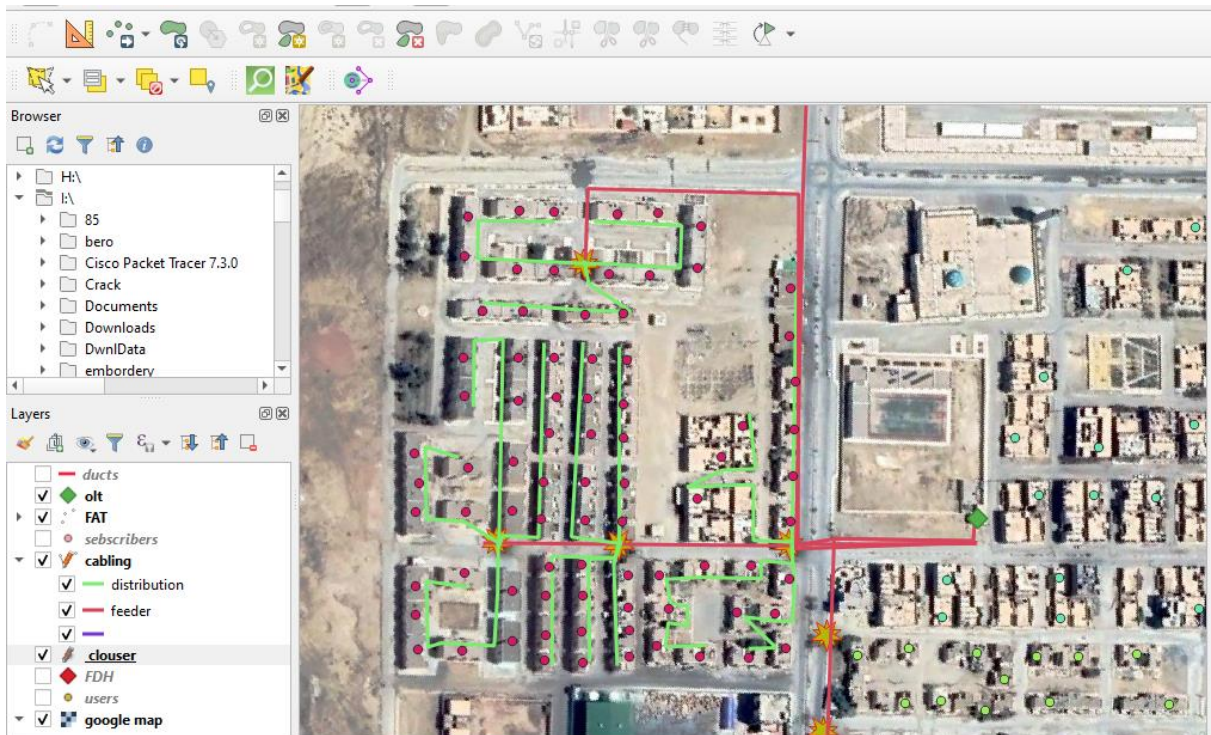 Browser
H:\
I:\
85
bero
Cisco Packet Tracer 7.3.0
Crack
Documents
Downloads
DwnlData
embordery
Layers
ducts
olt
FAT
sebscribers
cabling
distribution
feeder
clouser
FDH
users
google map